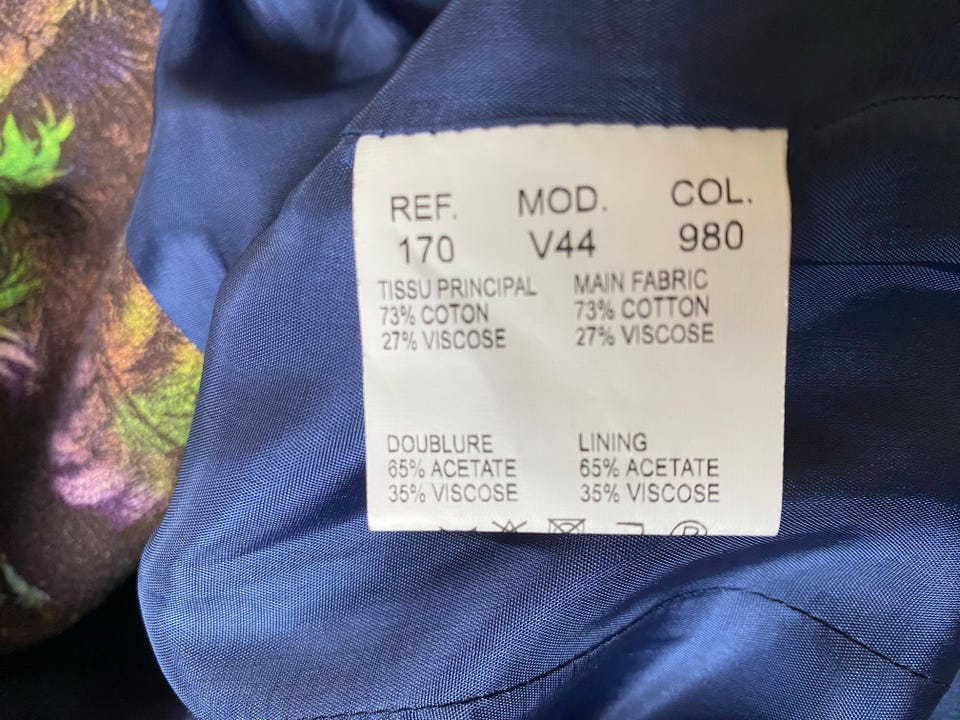 REF. MOD. COL.
170 V44 980
TISSU PRINCIPAL MAIN FABRIC
73% COTON 73% COTTON
27% VISCOSE 27% VISCOSE
DOUBLURE LINING
65% ACETATE 65% ACETATE
35% VISCOSE 35% VISCOSE